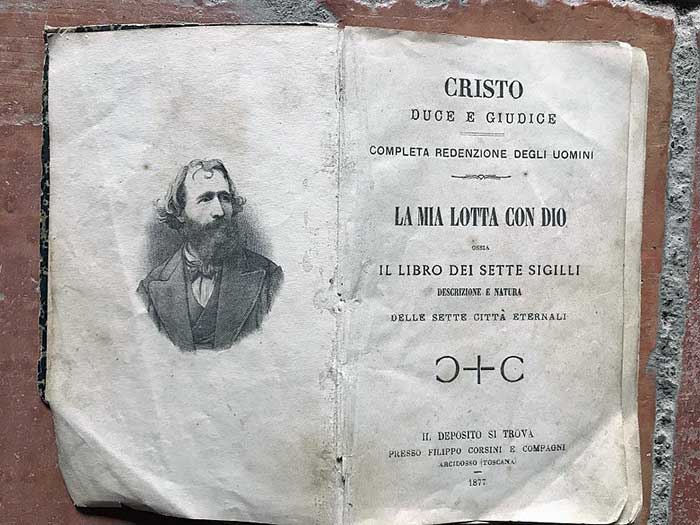 CRISTO
DUCE E GIUDICE
COMPLETA REDENZIONE DEGLI UOMINI
LA MIA LOTTA CON DIO
OSSIA
IL LIBRO DEI SETTE SIGILLI
DESCRIZIONE E NATURA
DELLE SETTE CITTÀ ETERNALI
Ɔ+C
IL DEPOSITO SI TROVA
PRESSO FILIPPO CORSINI E COMPAGNI
ARCIDOSSO (TOSCANA)
1877